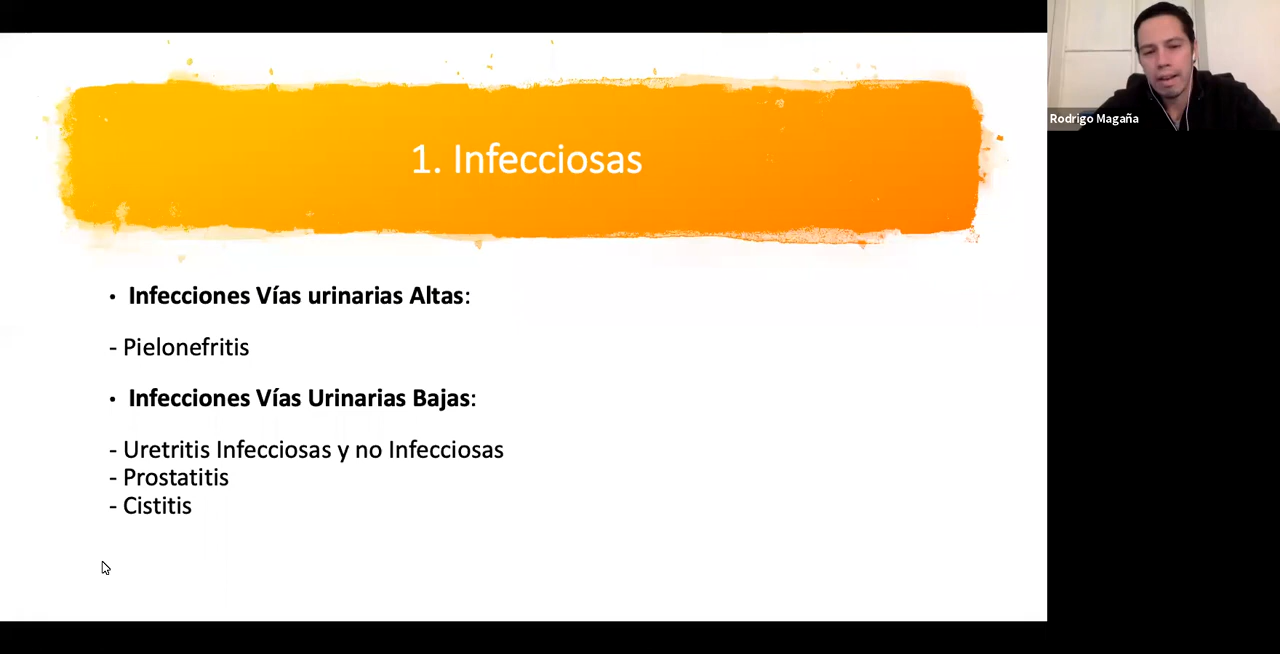 1. Infecciosas
Rodrigo Magaña
• Infecciones Vías urinarias Altas:
- Pielonefritis
• Infecciones Vías Urinarias Bajas:
- Uretritis Infecciosas y no Infecciosas
- Prostatitis
- Cistitis